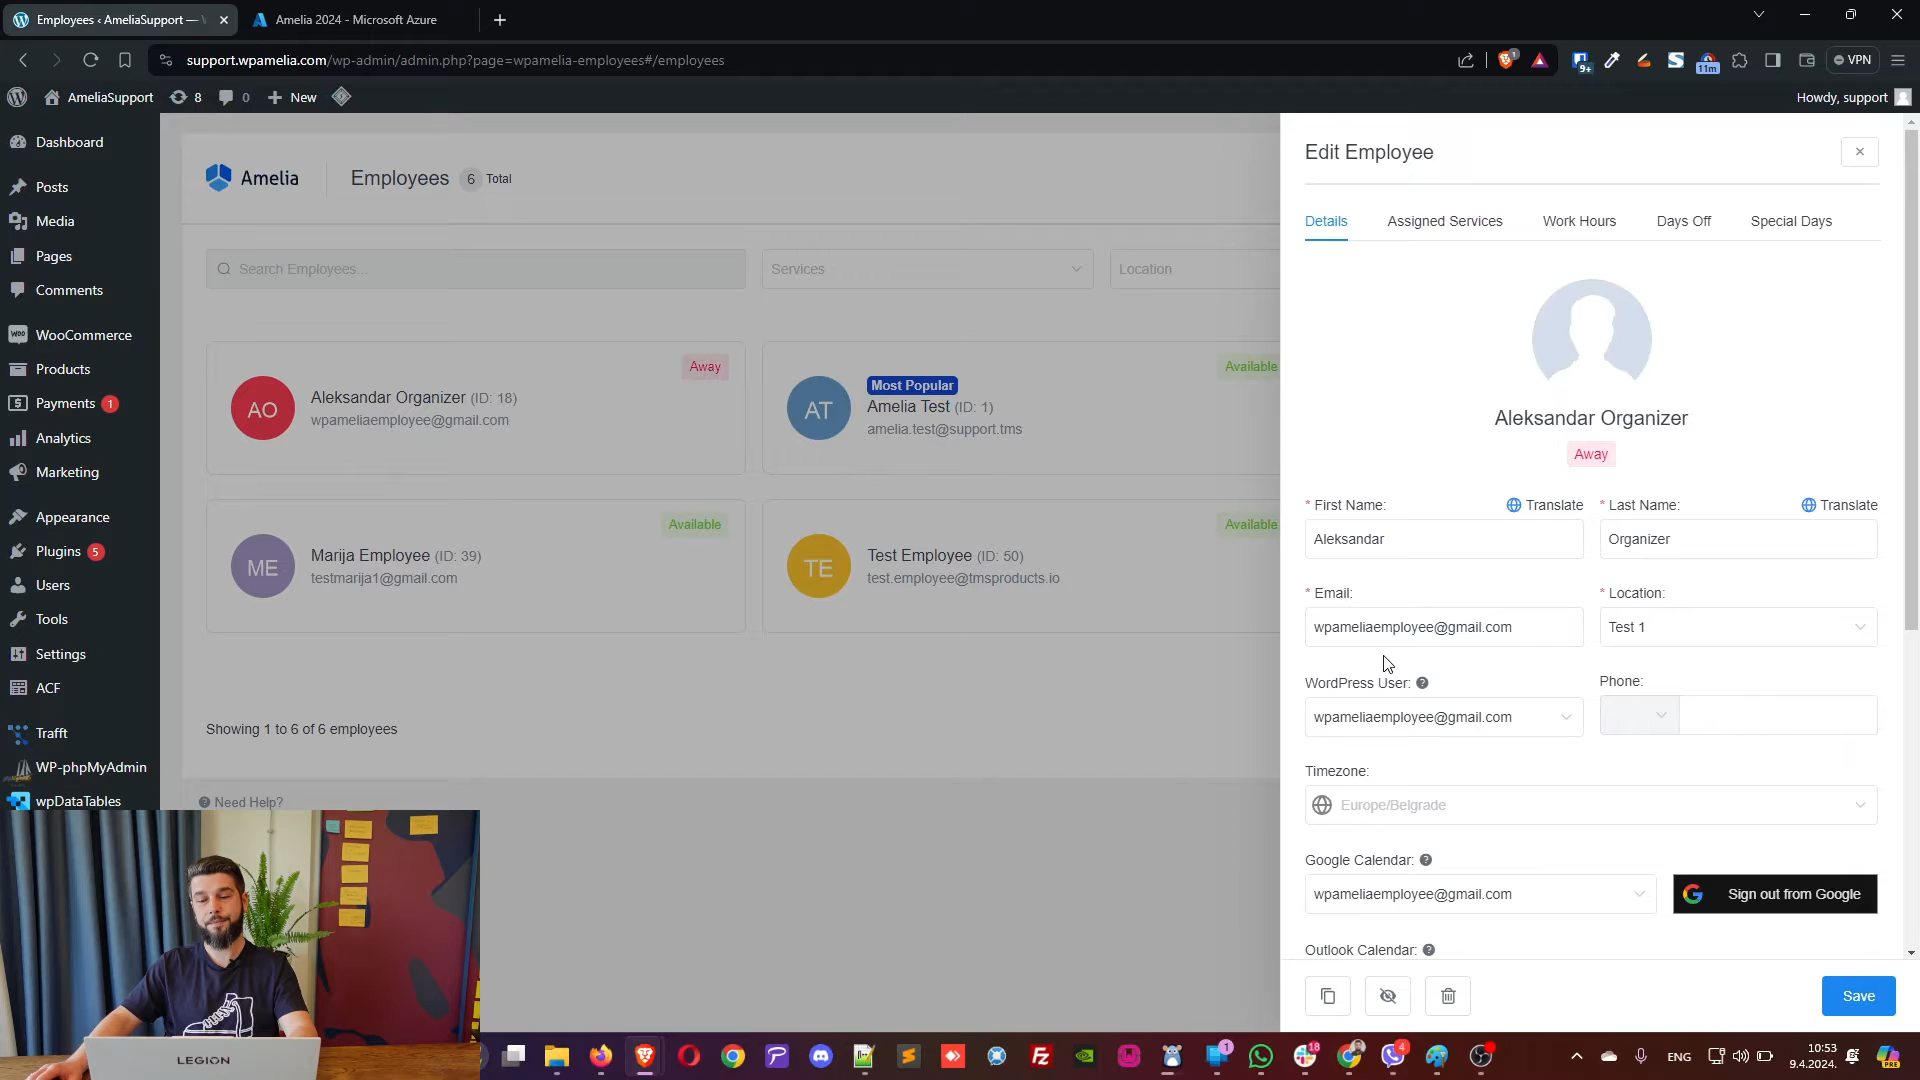 Employees ‹ AmeliaSupport —
Amelia 2024 - Microsoft Azure
support.wpamelia.com/wp-admin/admin.php?page=wpamelia-employees#/employees
1
9+
11m
VPN
AmeliaSupport
8
0
New
Howdy, support
Dashboard
Posts
Media
Pages
Comments
WooCommerce
Products
Payments 1
Analytics
Marketing
Appearance
Plugins 5
Users
Tools
Settings
ACF
Trafft
WP-phpMyAdmin
wpDataTables
Amelia
Employees 6 Total
Search Employees...
Services
Location
Away
AO
Aleksandar Organizer (ID: 18)
wpameliaemployee@gmail.com
Available
Most Popular
AT
Amelia Test (ID: 1)
amelia.test@support.tms
Available
ME
Marija Employee (ID: 39)
testmarija1@gmail.com
Available
TE
Test Employee (ID: 50)
test.employee@tmsproducts.io
Showing 1 to 6 of 6 employees
Need Help?
Edit Employee
Details
Assigned Services
Work Hours
Days Off
Special Days
Aleksandar Organizer
Away
* First Name:
Translate
* Last Name:
Translate
Aleksandar
Organizer
* Email:
* Location:
wpameliaemployee@gmail.com
Test 1
WordPress User:
Phone:
wpameliaemployee@gmail.com
Timezone:
Europe/Belgrade
Google Calendar:
wpameliaemployee@gmail.com
Sign out from Google
Outlook Calendar:
Save
LEGION
1
18
4
ENG
10:53
9.4.2024.
PRE